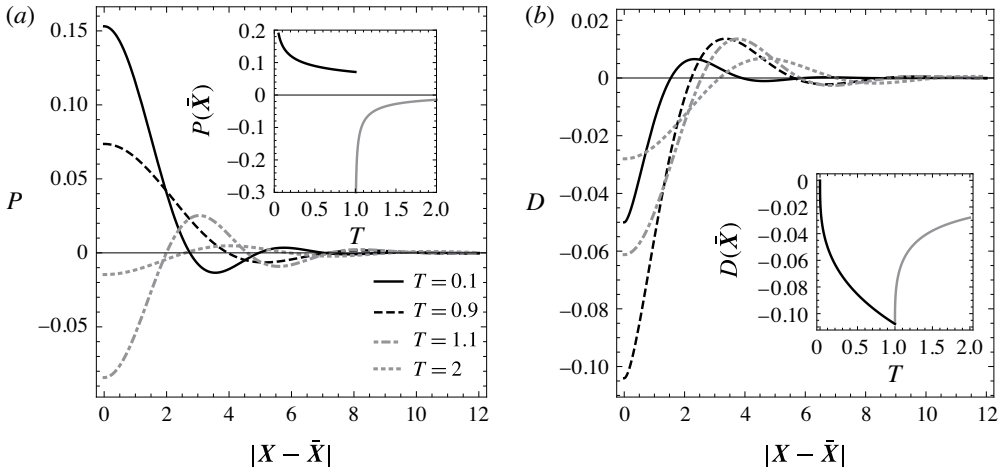 (a)
0.15
0.10
0.05
0
−0.05
P
0 2 4 6 8 10 12
|X − X̄|
0.2
0.1
0
−0.1
−0.2
−0.3
P(X̄)
0 0.5 1.0 1.5 2.0
T
T = 0.1
T = 0.9
T = 1.1
T = 2
(b)
0.02
0
−0.02
−0.04
−0.06
−0.08
−0.10
D
0 2 4 6 8 10 12
|X − X̄|
0
−0.02
−0.04
−0.06
−0.08
−0.10
D(X̄)
0 0.5 1.0 1.5 2.0
T